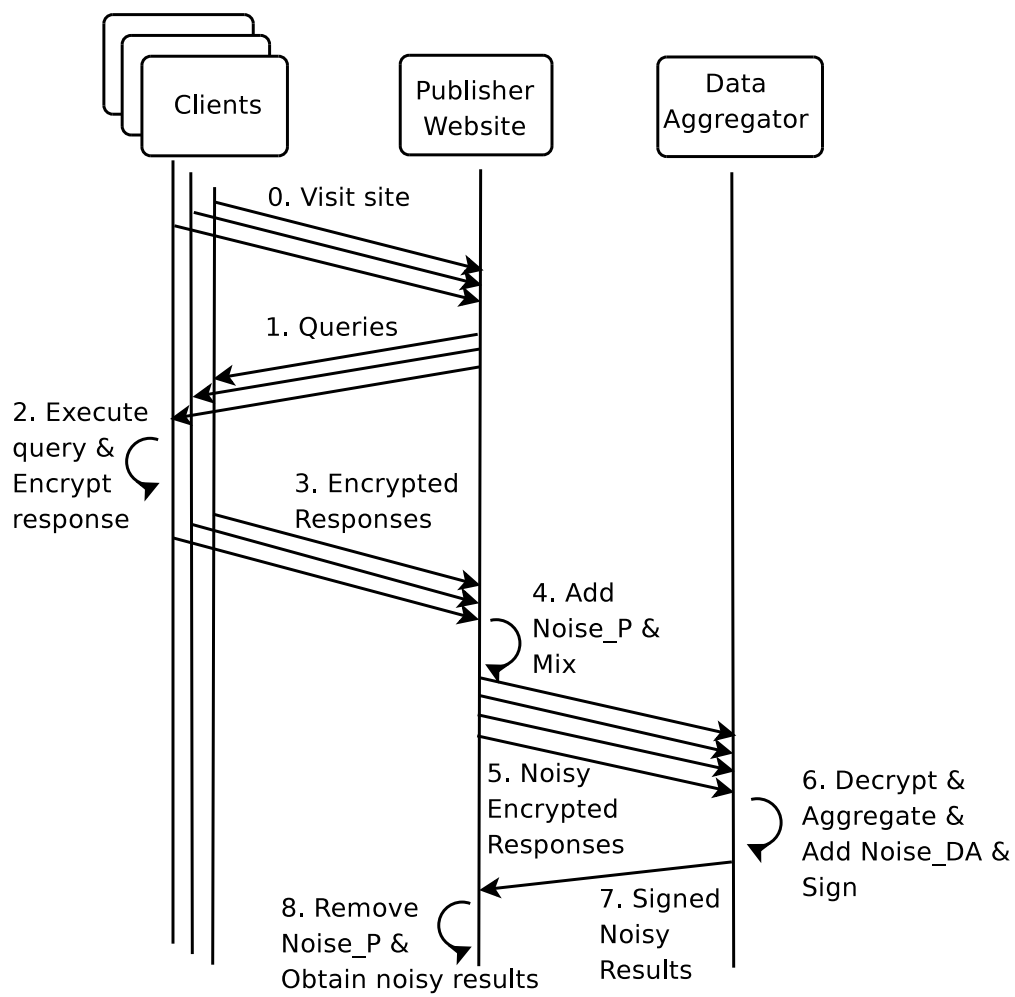 Clients
Publisher
Website
Data
Aggregator
0. Visit site
1. Queries
2. Execute
query &
Encrypt
response
3. Encrypted
Responses
4. Add
Noise_P &
Mix
5. Noisy
Encrypted
Responses
6. Decrypt &
Aggregate &
Add Noise_DA &
Sign
7. Signed
Noisy
Results
8. Remove
Noise_P &
Obtain noisy results